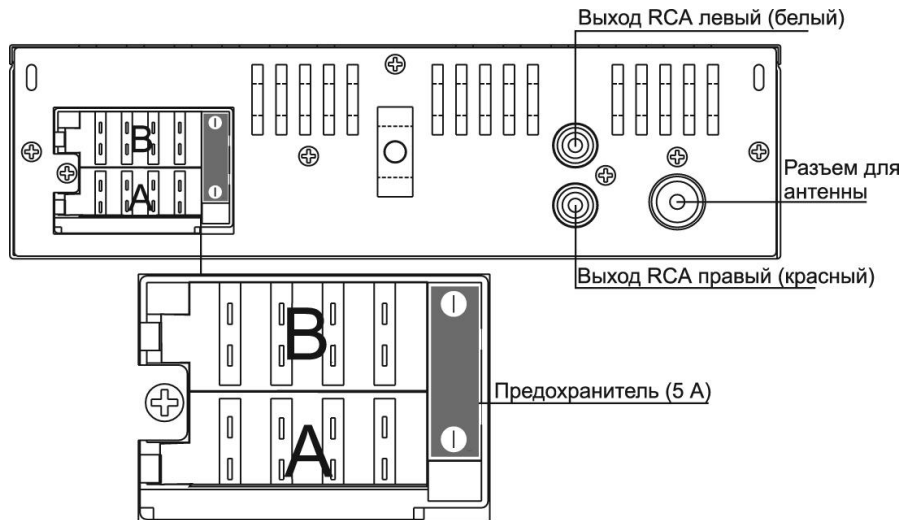 Выход RCA левый (белый)
B
A
Разъем для
антенны
Выход RCA правый (красный)
B
Предохранитель (5 А)
A